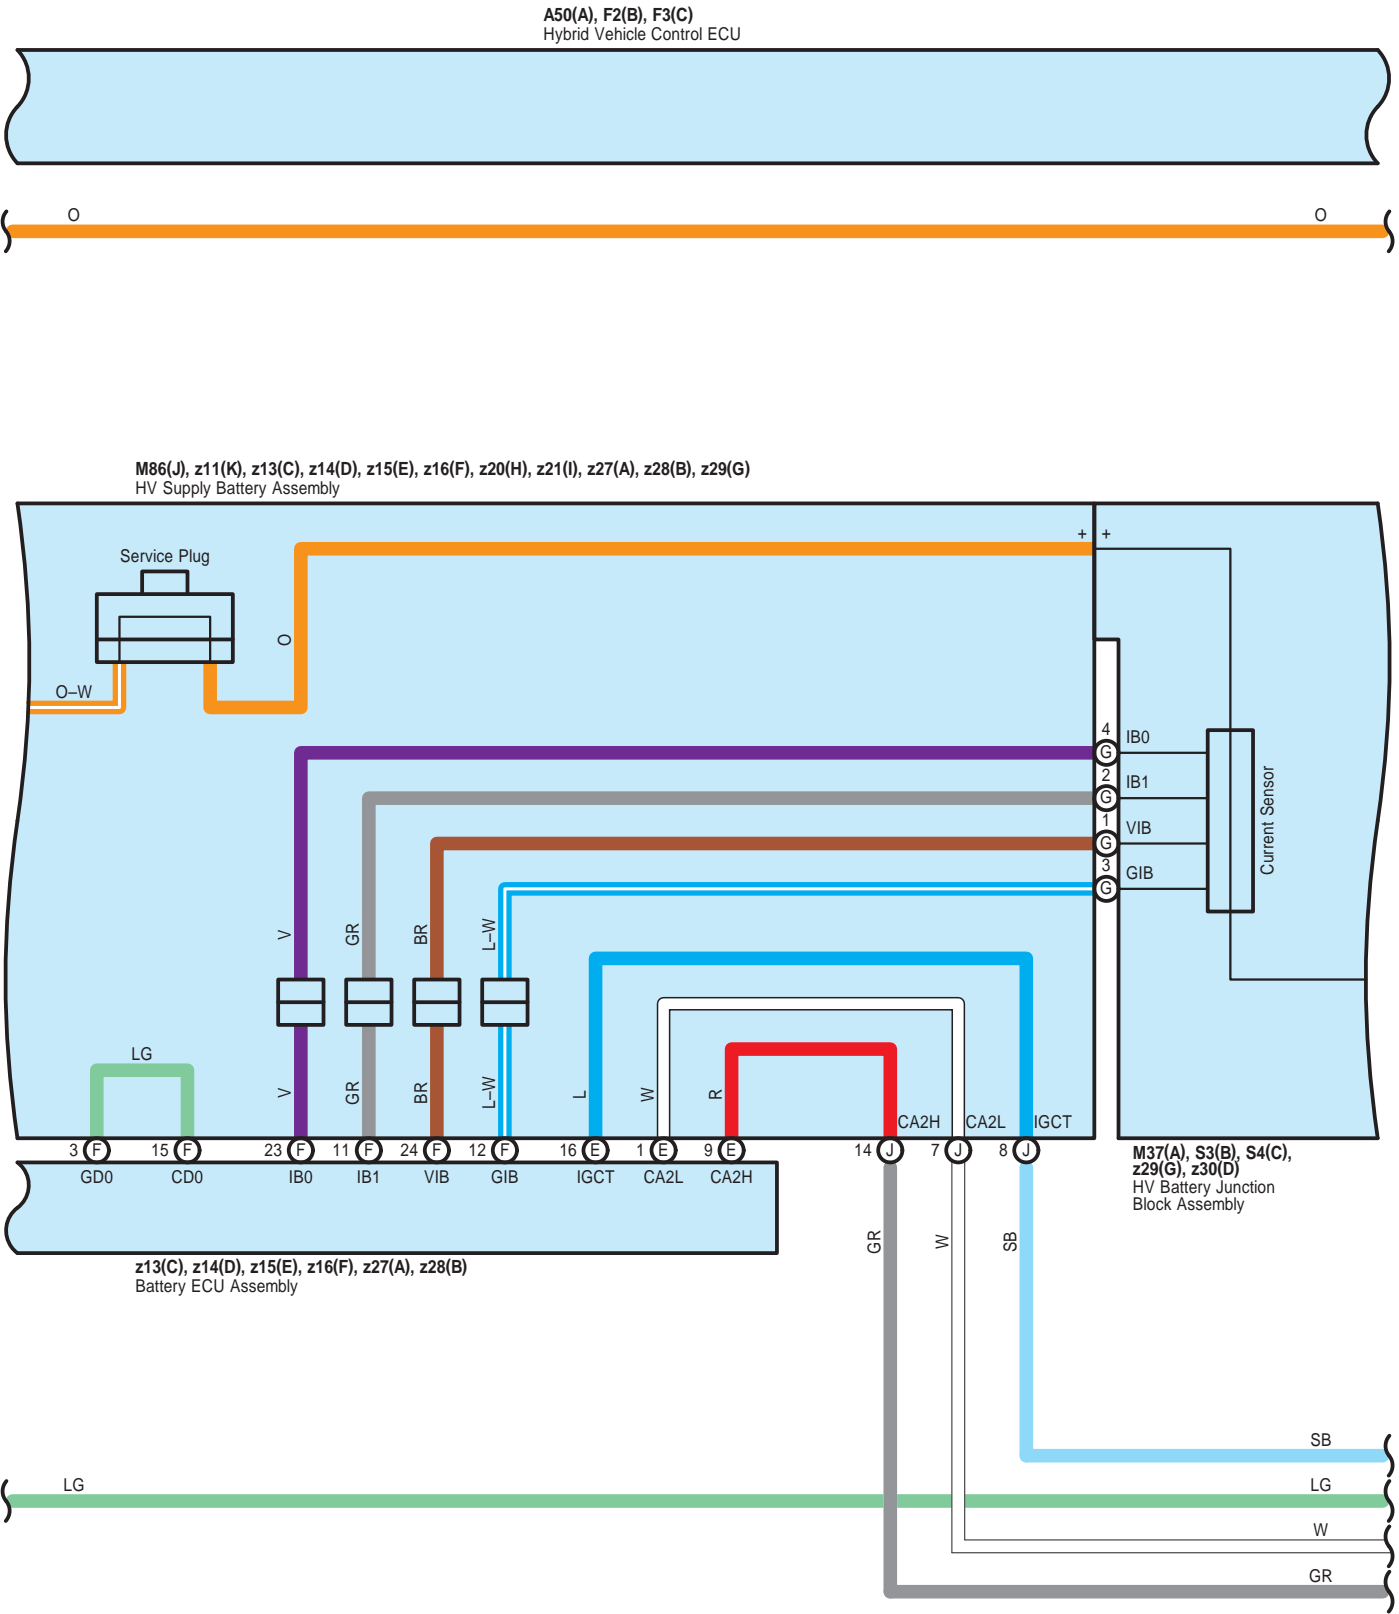 A50(A), F2(B), F3(C)
Hybrid Vehicle Control ECU
O O
M86(J), z11(K), z13(C), z14(D), z15(E), z16(F), z20(H), z21(I), z27(A), z28(B), z29(G)
HV Supply Battery Assembly
+ +
Service Plug
O
O–W
4
G IB0
2
G IB1
1
G VIB
3
G GIB
Current Sensor
V GR BR L–W
LG
V GR BR L–W L W R
CA2H CA2L IGCT
3 F 15 F 23 F 11 F 24 F 12 F 16 E 1 E 9 E 14 J 7 J 8 J
GD0 CD0 IB0 IB1 VIB GIB IGCT CA2L CA2H
M37(A), S3(B), S4(C),
z29(G), z30(D)
HV Battery Junction
Block Assembly
GR W SB
z13(C), z14(D), z15(E), z16(F), z27(A), z28(B)
Battery ECU Assembly
SB
LG LG
W
GR